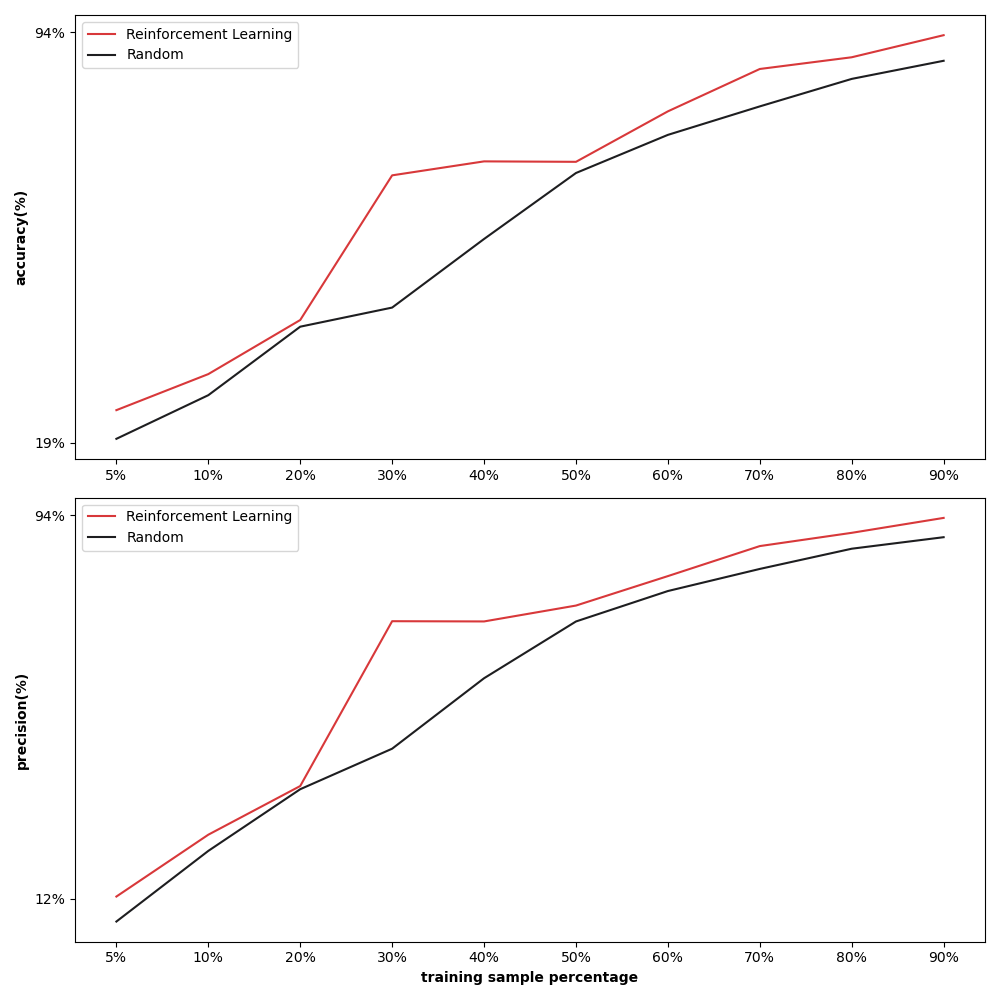 94%
Reinforcement Learning
Random
accuracy(%)
19%
5% 10% 20% 30% 40% 50% 60% 70% 80% 90%
94%
Reinforcement Learning
Random
precision(%)
12%
5% 10% 20% 30% 40% 50% 60% 70% 80% 90%
training sample percentage